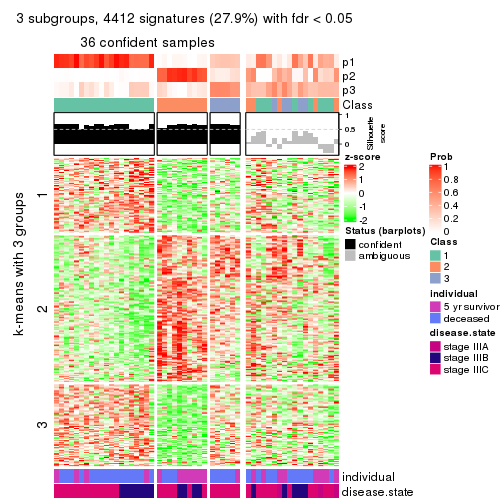 3 subgroups, 4412 signatures (27.9%) with fdr < 0.05
36 confident samples
p1
p2
p3
Class
1
0.5
0
Silhouette
score
k-means with 3 groups
1
2
3
z-score
2
1
0
-1
-2
Status (barplots)
confident
ambiguous
Prob
1
0.8
0.6
0.4
0.2
0
Class
1
2
3
individual
5 yr survivor
deceased
disease.state
stage IIIA
stage IIIB
stage IIIC
individual
disease.state